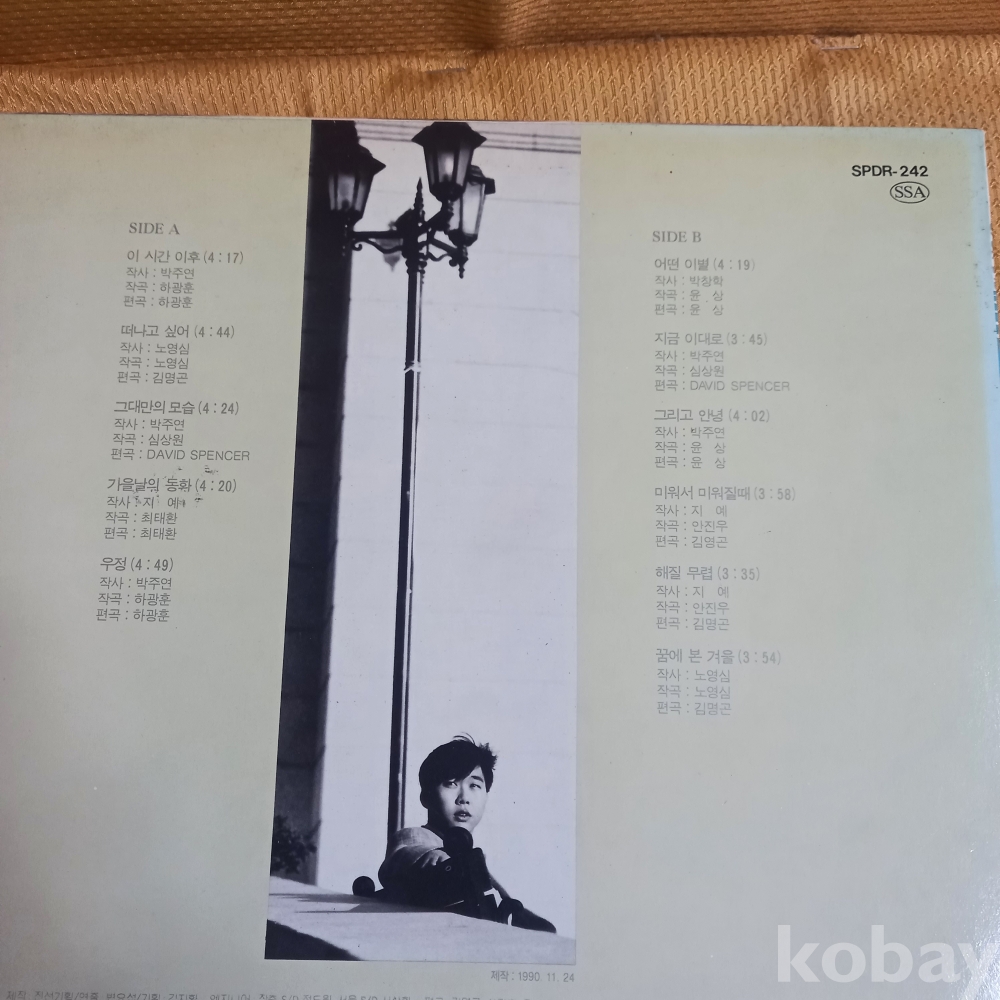 SPDR-242
SSA
SIDE A
이 시간 이후(4:17)
작사:박주연
작곡:하광훈
편곡:하광훈
떠나고 싶어(4:44)
작사:노영심
작곡:노영심
편곡:김명곤
그대만의 모습(4:24)
작사:박주연
작곡:심상원
편곡:DAVID SPENCER
가을날의 동화(4:20)
작사:지 예
작곡:최태환
편곡:최태환
우정(4:49)
작사:박주연
작곡:하광훈
편곡:하광훈
SIDE B
어떤 이별(4:19)
작사:박창학
작곡:윤 상
편곡:윤 상
지금 이대로(3:45)
작사:박주연
작곡:심상원
편곡:DAVID SPENCER
그리고 안녕(4:02)
작사:박주연
작곡:윤 상
편곡:윤 상
미워서 미워질때(3:58)
작사:지 예
작곡:안진우
편곡:김명곤
해질 무렵(3:35)
작사:지 예
작곡:안진우
편곡:김명곤
꿈에 본 겨울(3:54)
작사:노영심
작곡:노영심
편곡:김명곤
제작:1990. 11. 24
kobay